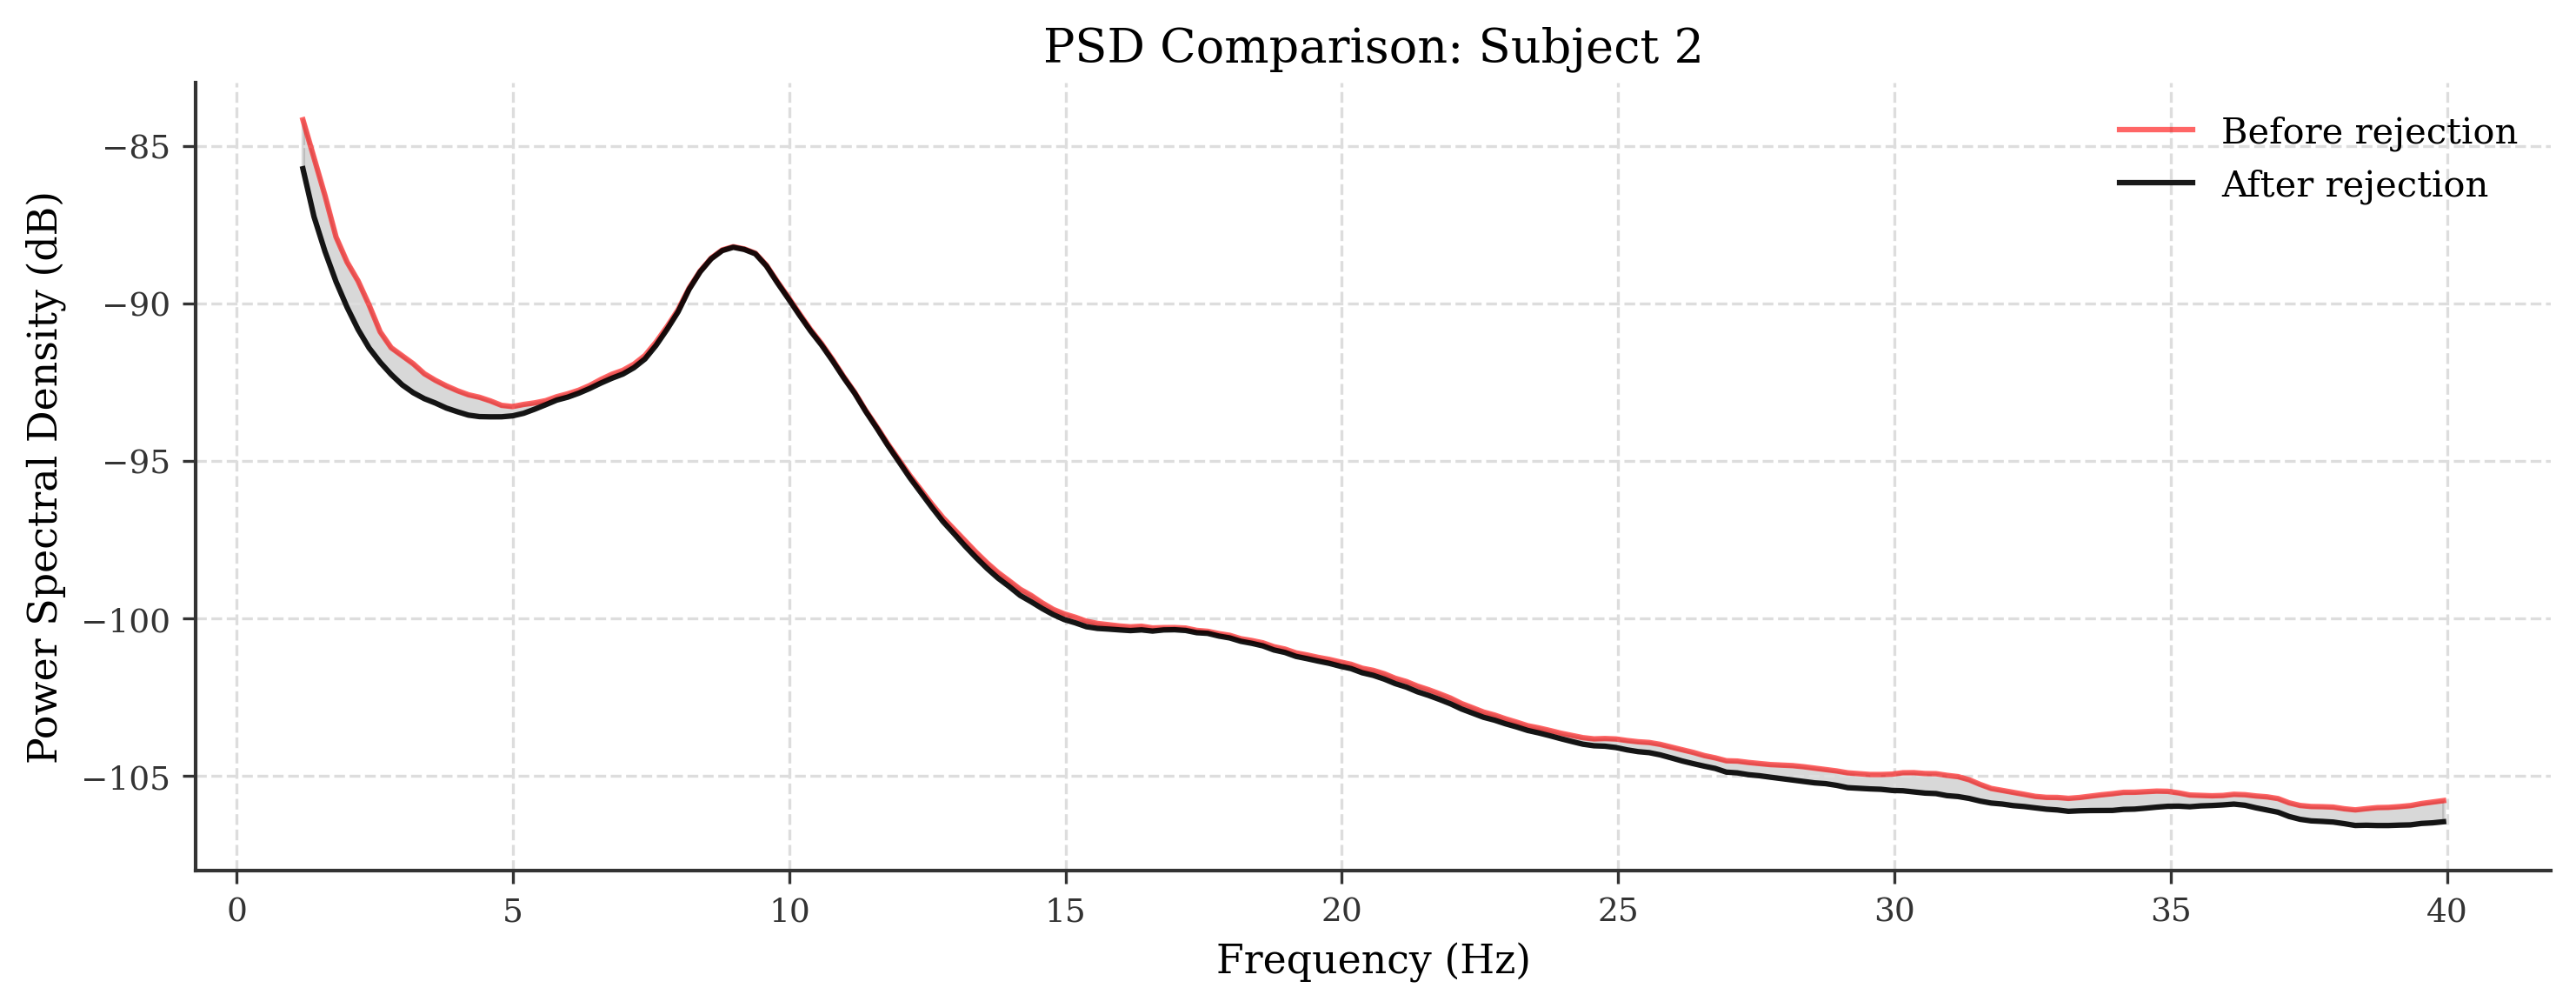 PSD Comparison: Subject 2
Before rejection
After rejection
Power Spectral Density (dB)
−85
−90
−95
−100
−105
0 5 10 15 20 25 30 35 40
Frequency (Hz)